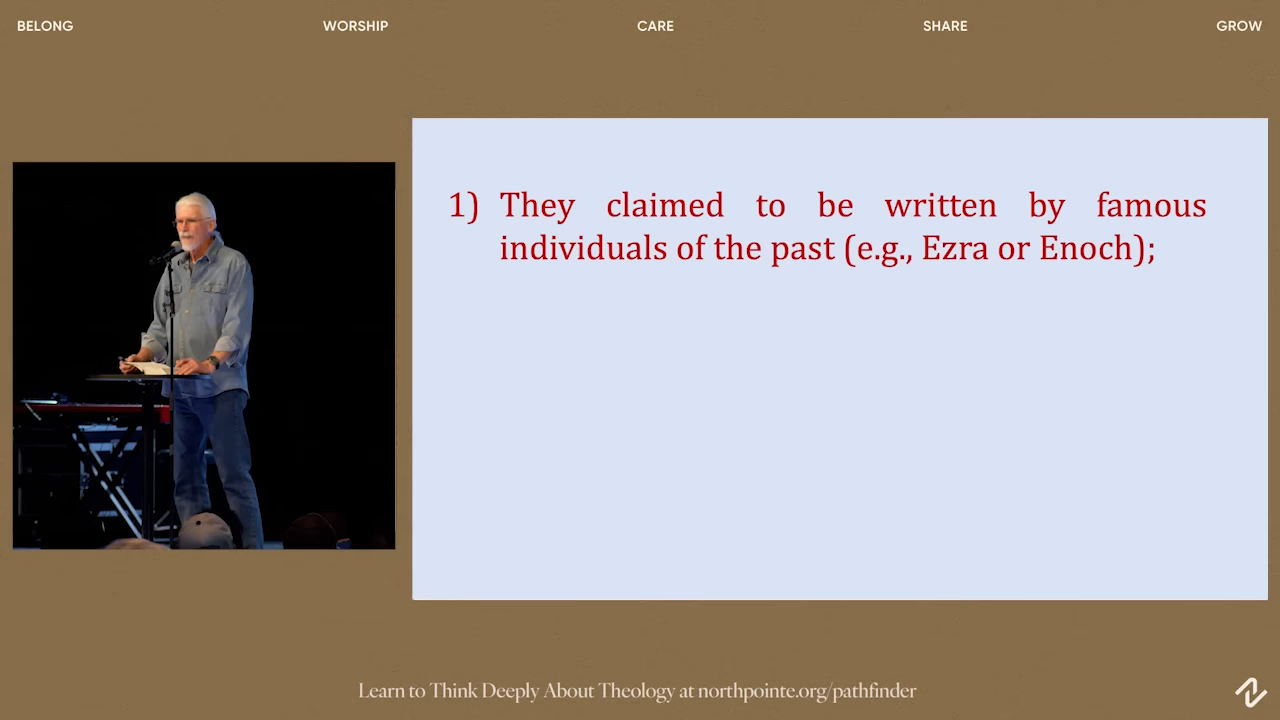 BELONG WORSHIP CARE SHARE GROW
1) They claimed to be written by famous
individuals of the past (e.g., Ezra or Enoch);
Learn to Think Deeply About Theology at northpointe.org/pathfinder